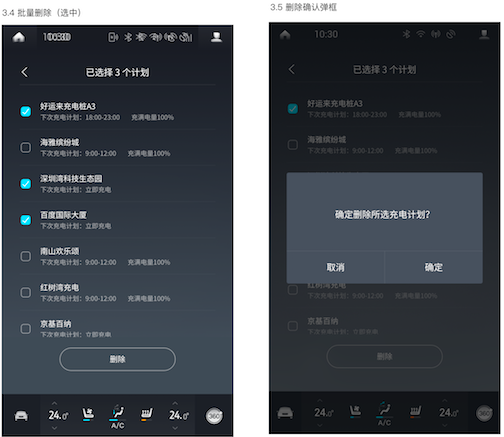 3.4 批量删除（选中）
10:30
已选择 3 个计划
好运来充电桩A3
下次充电计划：18:00-23:00 充满电量100%
海雅缤纷城
下次充电计划：9:00-12:00 充满电量100%
深圳湾科技生态园
下次充电计划：立即充电
百度国际大厦
下次充电计划：立即充电
南山欢乐颂
下次充电计划：9:00-12:00 充满电量100%
红树湾充电
下次充电计划：9:00-12:00 充满电量100%
京基百纳
下次充电计划：立即充电
删除
24.0°
A/C
24.0°
360°
3.5 删除确认弹框
10:30
已选择 3 个计划
好运来充电桩A3
下次充电计划：18:00-23:00 充满电量100%
海雅缤纷城
下次充电计划：9:00-12:00 充满电量100%
确定删除所选充电计划?
取消
确定
红树湾充电
下次充电计划：9:00-12:00 充满电量100%
京基百纳
下次充电计划：立即充电
删除
24.0°
A/C
24.0°
360°